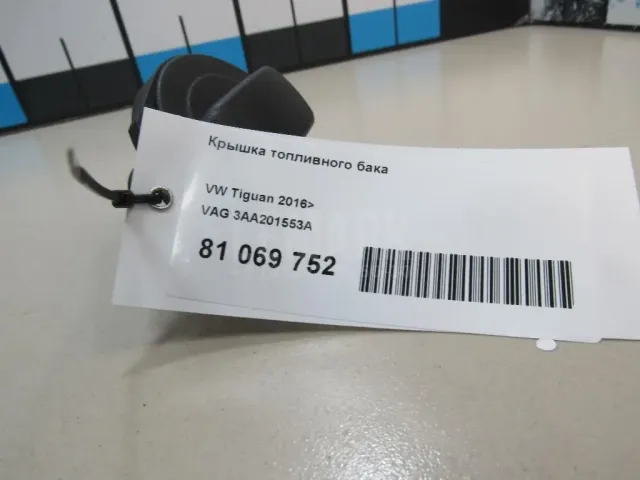 Крышка топливного бака
VW Tiguan 2016>
VAG 3AA201553A
81 069 752